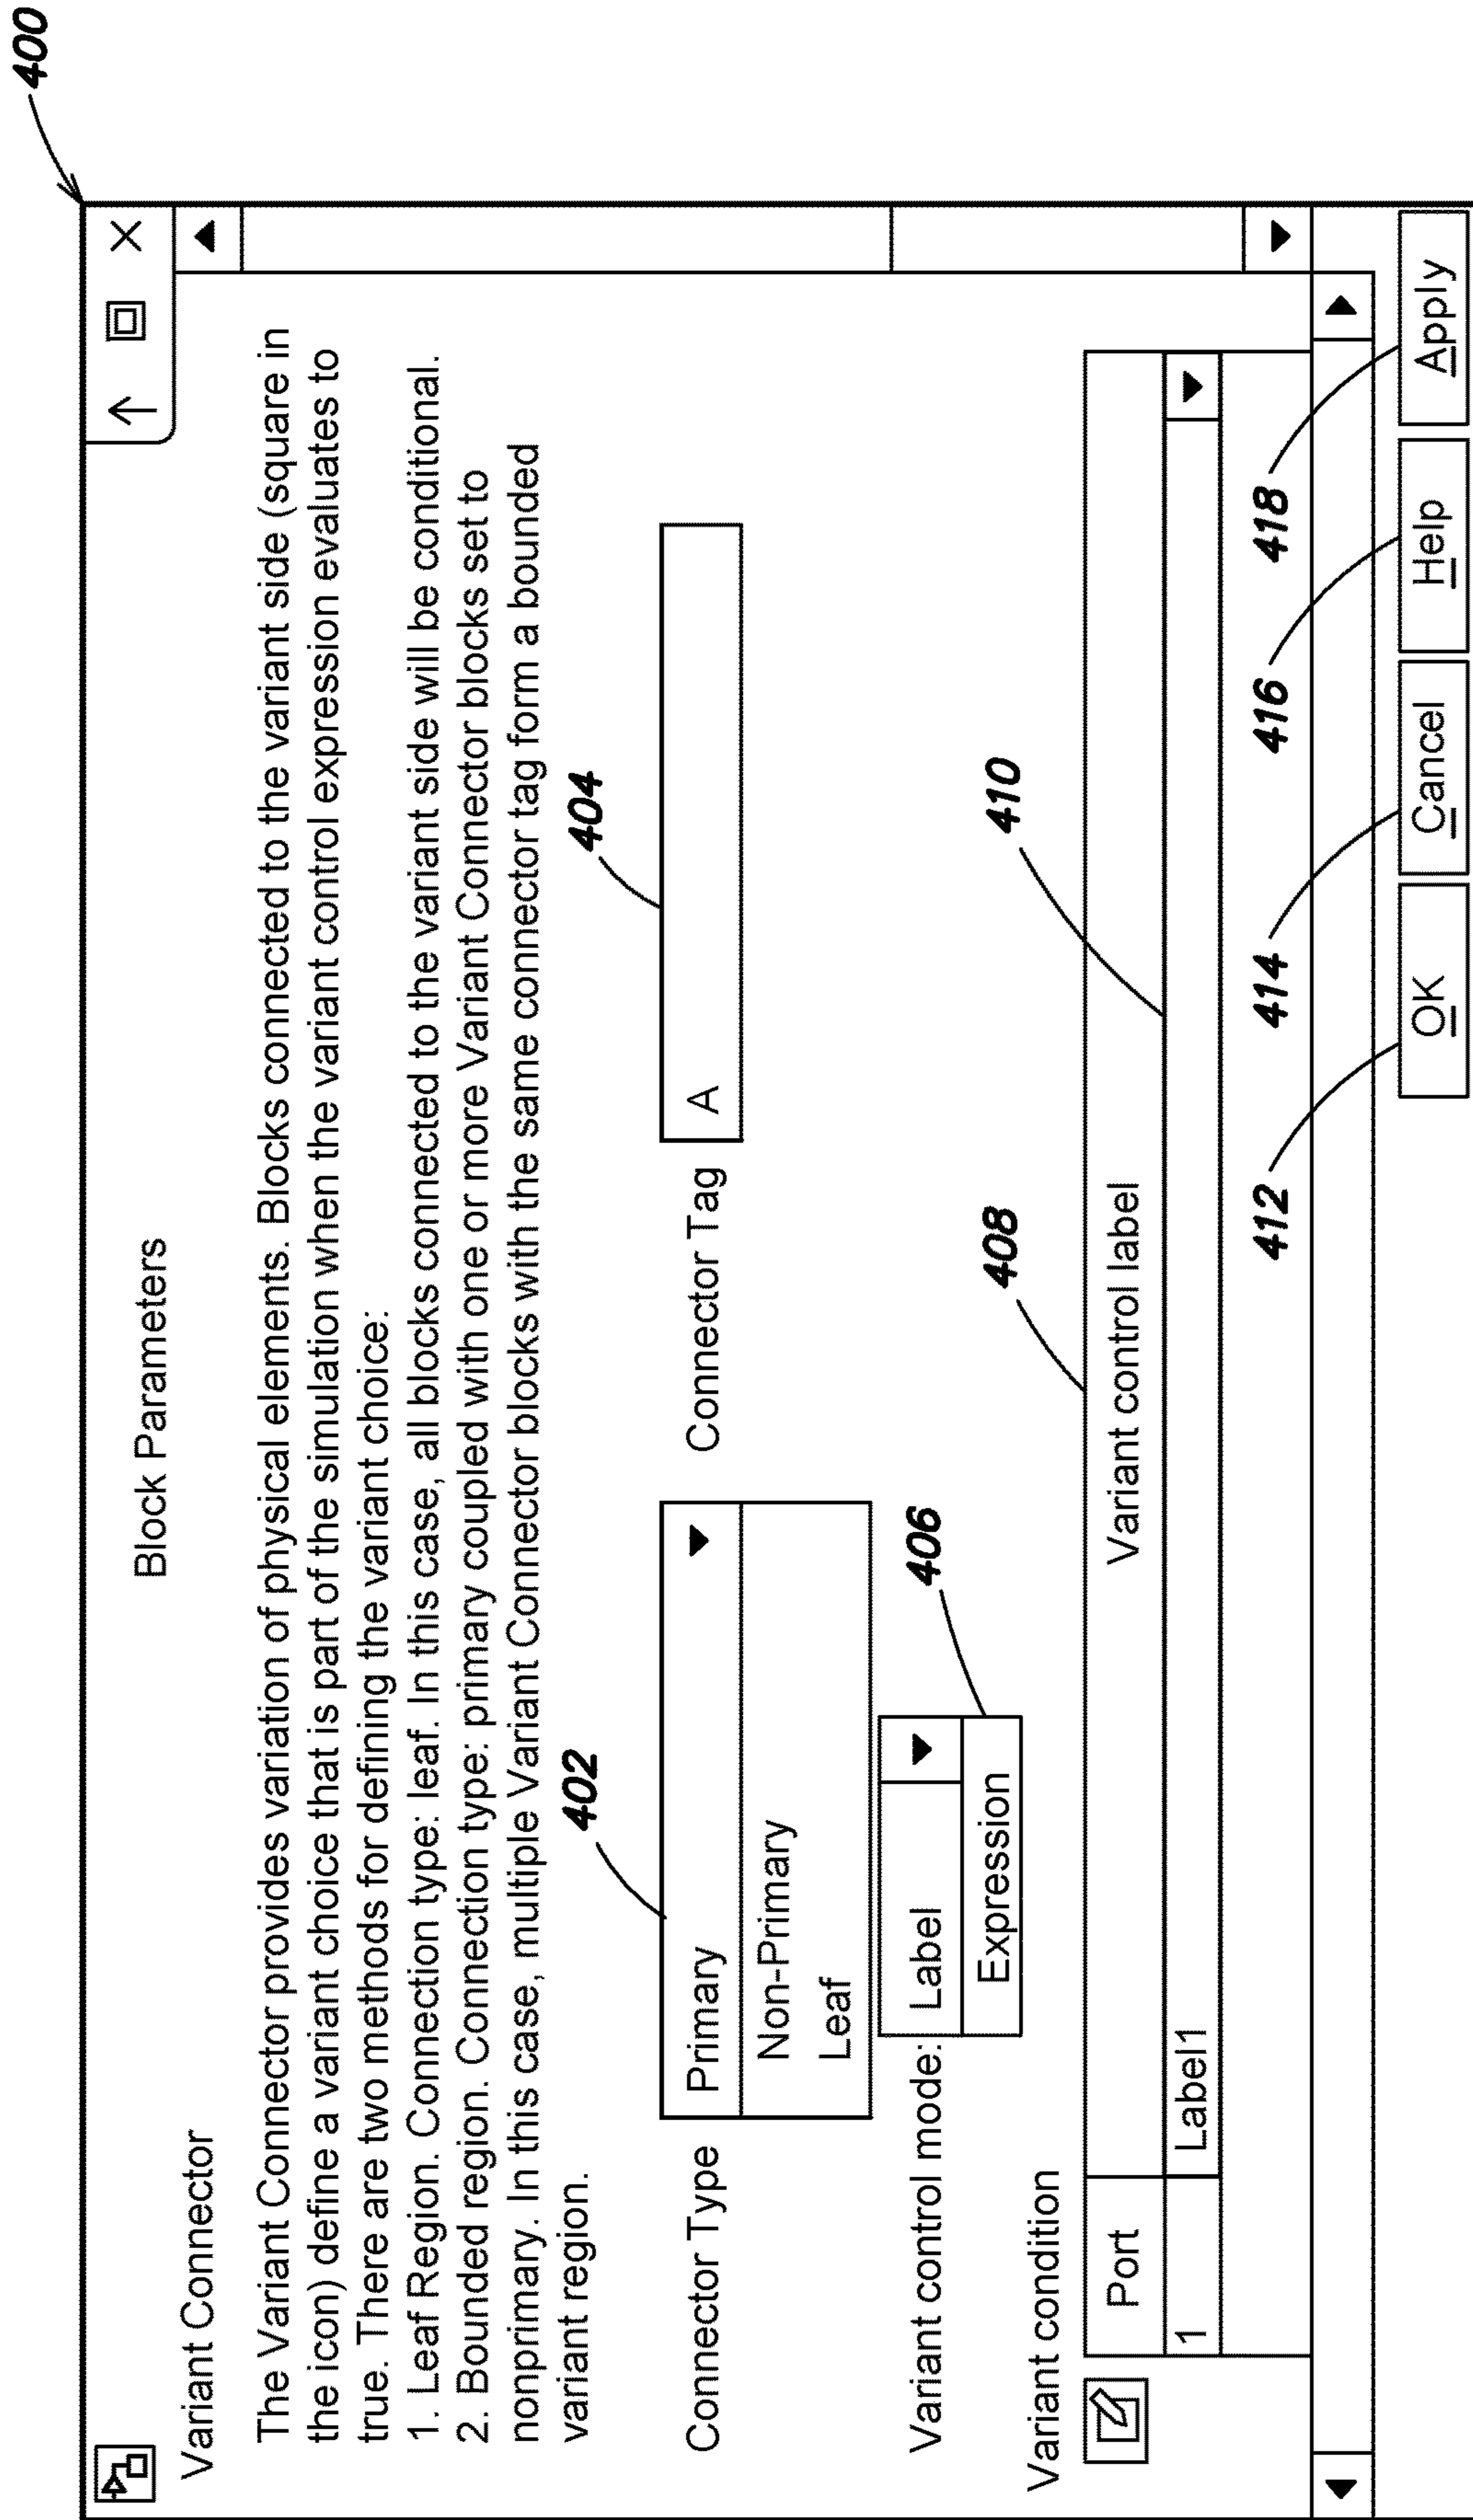 400
Block Parameters
Variant Connector
The Variant Connector provides variation of physical elements. Blocks connected to the variant side (square in
the icon) define a variant choice that is part of the simulation when the variant control expression evaluates to
true. There are two methods for defining the variant choice:
1. Leaf Region. Connection type: leaf. In this case, all blocks connected to the variant side will be conditional.
2. Bounded region. Connection type: primary coupled with one or more Variant Connector blocks set to
nonprimary. In this case, multiple Variant Connector blocks with the same connector tag form a bounded
variant region.
402
404
Connector Type Primary Connector Tag A
Non-Primary
Leaf
Variant control mode: Label
406
Expression
408
410
Variant condition
Port Variant control label
1 Label1
412 414 416 418
OK Cancel Help Apply